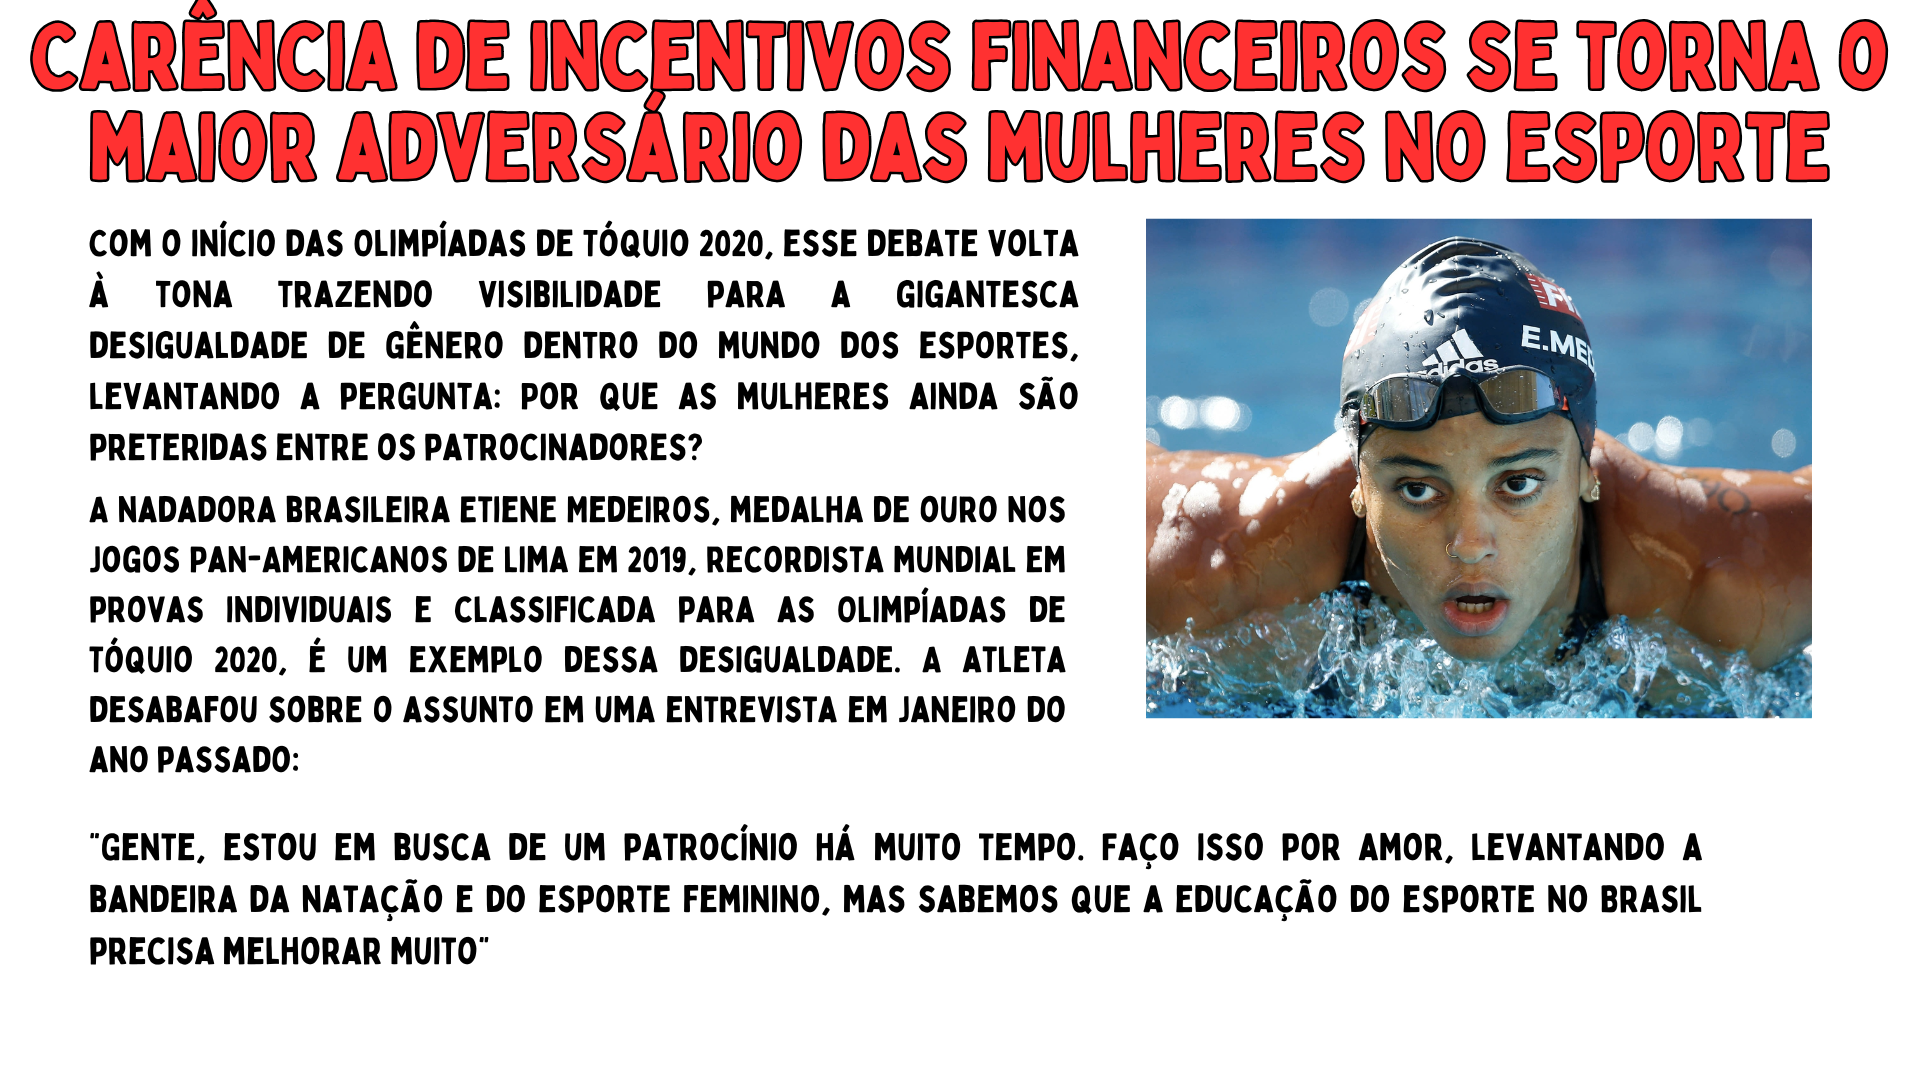 CARÊNCIA DE INCENTIVOS FINANCEIROS SE TORNA O
MAIOR ADVERSÁRIO DAS MULHERES NO ESPORTE
COM O INÍCIO DAS OLIMPÍADAS DE TÓQUIO 2020, ESSE DEBATE VOLTA
À TONA TRAZENDO VISIBILIDADE PARA A GIGANTESCA
DESIGUALDADE DE GÊNERO DENTRO DO MUNDO DOS ESPORTES,
LEVANTANDO A PERGUNTA: POR QUE AS MULHERES AINDA SÃO
PRETERIDAS ENTRE OS PATROCINADORES?
A NADADORA BRASILEIRA ETIENE MEDEIROS, MEDALHA DE OURO NOS
JOGOS PAN-AMERICANOS DE LIMA EM 2019, RECORDISTA MUNDIAL EM
PROVAS INDIVIDUAIS E CLASSIFICADA PARA AS OLIMPÍADAS DE
TÓQUIO 2020, É UM EXEMPLO DESSA DESIGUALDADE. A ATLETA
DESABAFOU SOBRE O ASSUNTO EM UMA ENTREVISTA EM JANEIRO DO
ANO PASSADO:
"GENTE, ESTOU EM BUSCA DE UM PATROCÍNIO HÁ MUITO TEMPO. FAÇO ISSO POR AMOR, LEVANTANDO A
BANDEIRA DA NATAÇÃO E DO ESPORTE FEMININO, MAS SABEMOS QUE A EDUCAÇÃO DO ESPORTE NO BRASIL
PRECISA MELHORAR MUITO"
E.MED
adidas